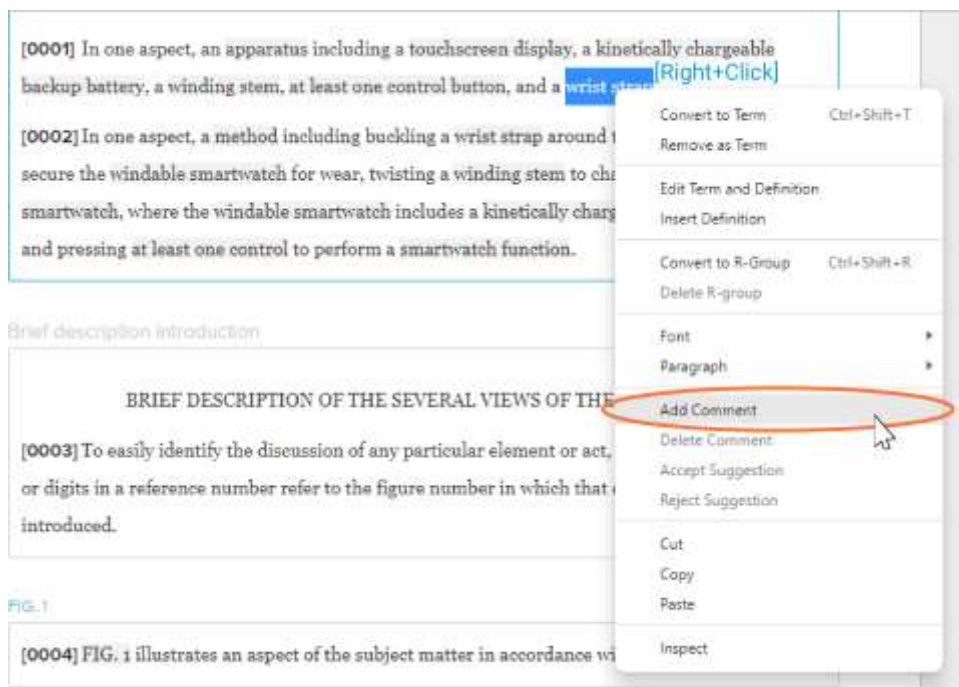 [0001] In one aspect, an apparatus including a touchscreen display, a kinetically chargeable
backup battery, a winding stem, at least one control button, and a wrist
[Right+Click]
[0002] In one aspect, a method including buckling a wrist strap around
secure the windable smartwatch for wear, twisting a winding stem to
smartwatch, where the windable smartwatch includes a kinetically
and pressing at least one control to perform a smartwatch function.
Convert to Term Ctrl+Shift+T
Remove as Term
Edit Term and Definition
Insert Definition
Convert to R-Group Ctrl+Shift+R
Delete R-group
Font
Paragraph
Add Comment
Delete Comment
Accept Suggestion
Reject Suggestion
Cut
Copy
Paste
Inspect
Brief description introduction
BRIEF DESCRIPTION OF THE SEVERAL VIEWS OF THE
[0003] To easily identify the discussion of any particular element or act,
or digits in a reference number refer to the figure number in which that
introduced.
FIG. 1
[0004] FIG. 1 illustrates an aspect of the subject matter in accordance